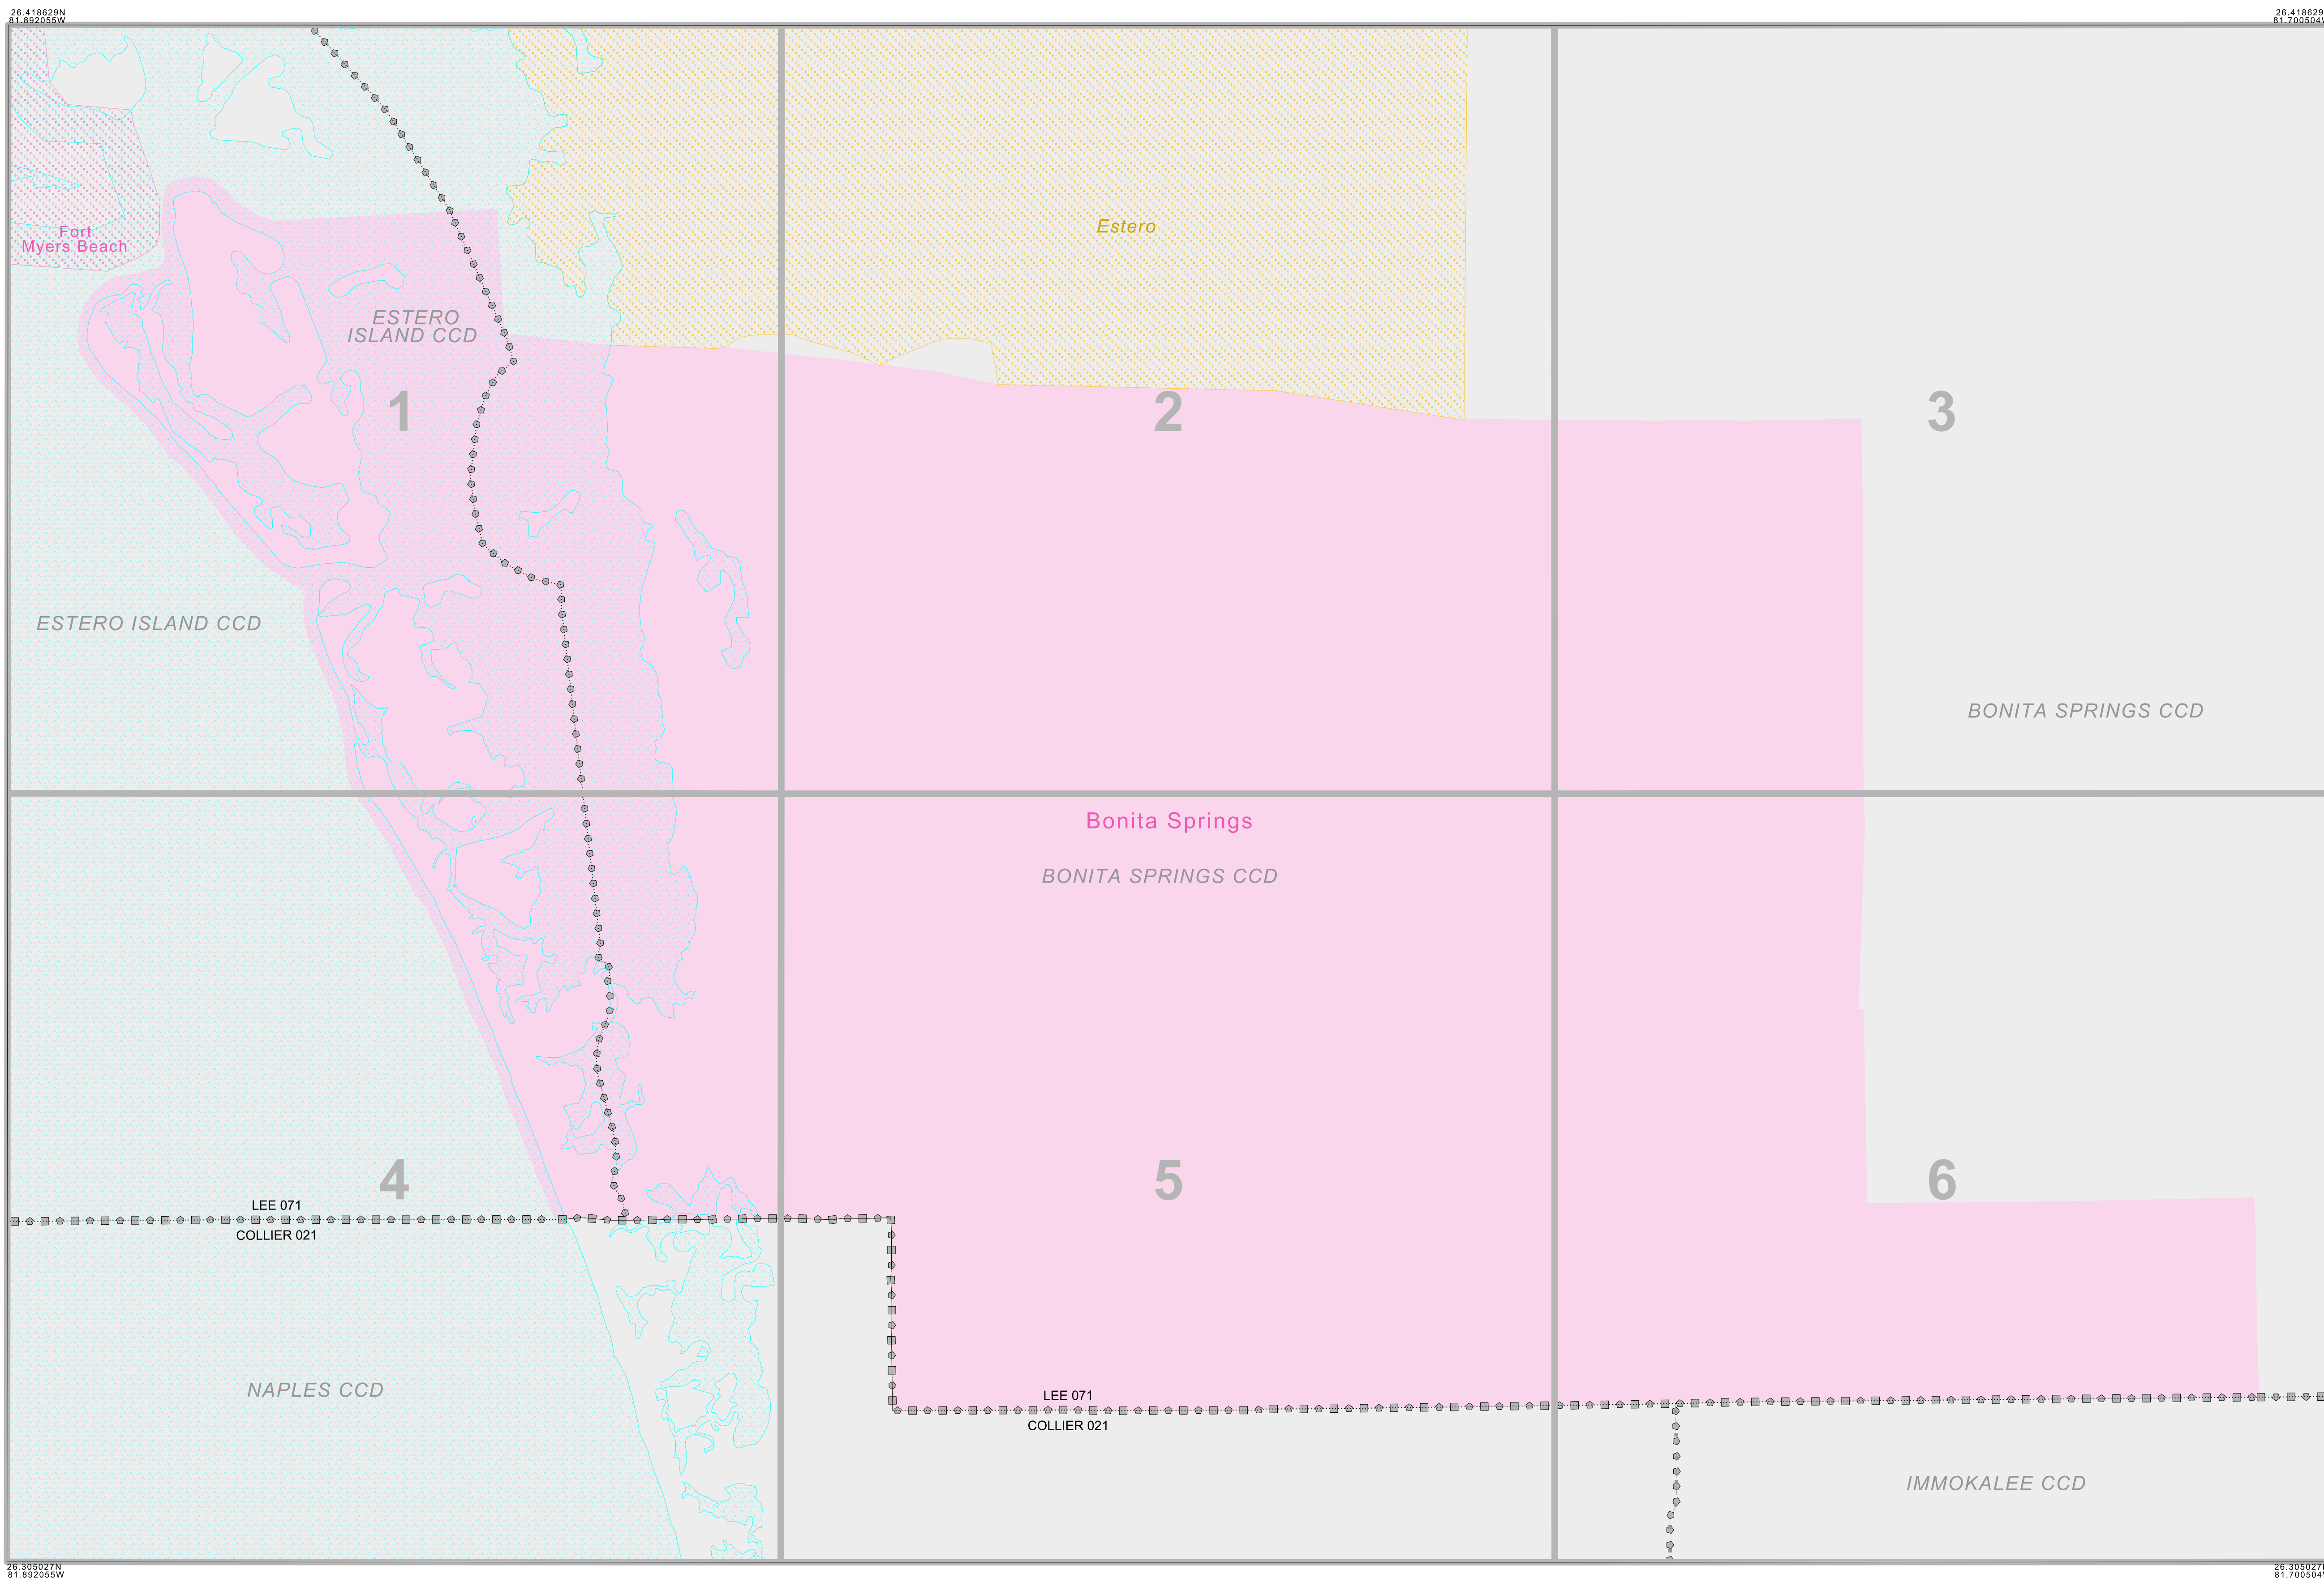 26.418629N
81.892055W
26.418629
81.700504W
Estero
Fort
Myers Beach
ESTERO
ISLAND CCD
1
2
3
ESTERO ISLAND CCD
BONITA SPRINGS CCD
Bonita Springs
BONITA SPRINGS CCD
4
5
6
LEE 071
COLLIER 021
NAPLES CCD
LEE 071
COLLIER 021
IMMOKALEE CCD
26.305027N
81.892055W
26.305027N
81.700504